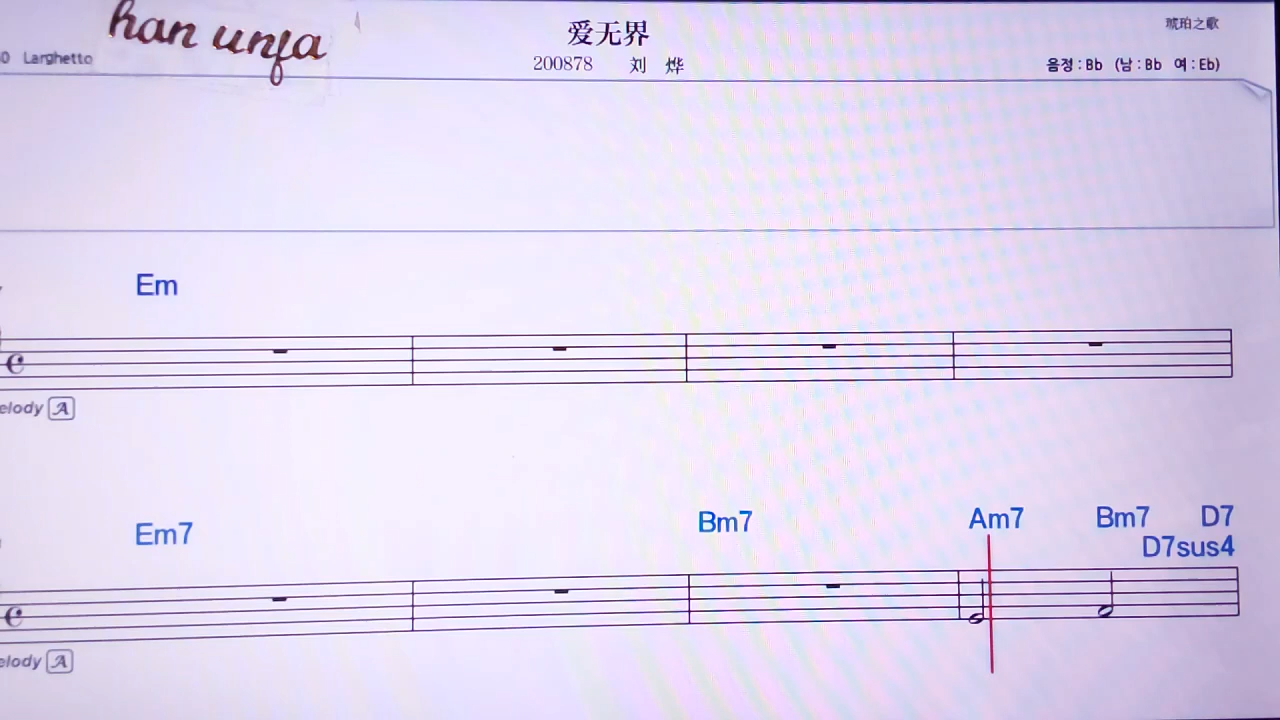 han unfa
爱无界
琥珀之歌
0 Larghetto
200878 刘 烨
음정 : Bb (남 : Bb 여 : Eb)
Em
elody A
Em7 Bm7 Am7 Bm7 D7
D7sus4
elody A